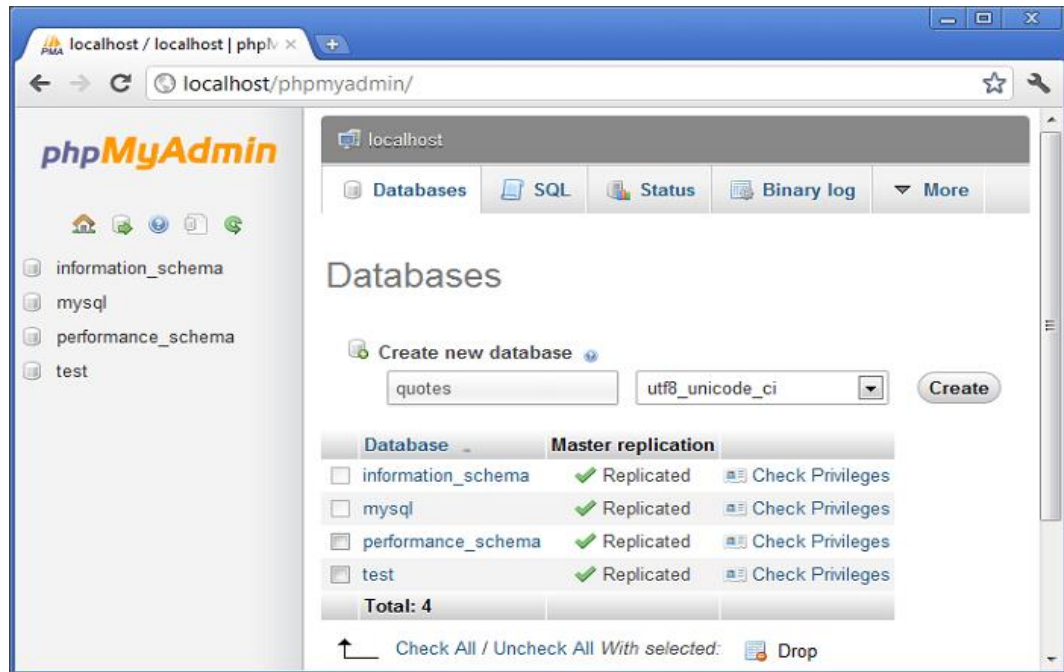 localhost / localhost | phpM
localhost/phpmyadmin/
phpMyAdmin
information_schema
mysql
performance_schema
test
localhost
Databases SQL Status Binary log More
Databases
Create new database
quotes utf8_unicode_ci Create
Database Master replication
information_schema Replicated Check Privileges
mysql Replicated Check Privileges
performance_schema Replicated Check Privileges
test Replicated Check Privileges
Total: 4
Check All / Uncheck All With selected: Drop